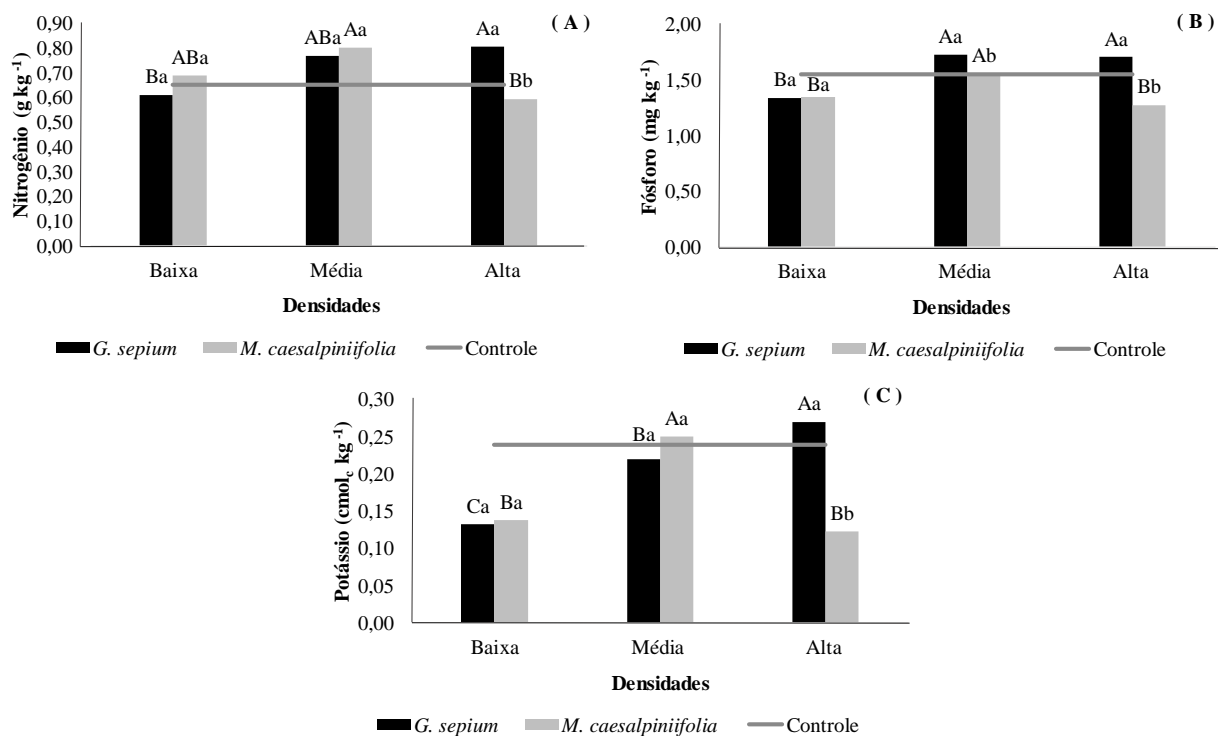 ( A )
Nitrogênio (g kg⁻¹)
0,90
0,80
0,70
0,60
0,50
0,40
0,30
0,20
0,10
0,00
Ba ABa ABa Aa Aa Bb
Baixa Média Alta
Densidades
G. sepium M. caesalpiniifolia Controle
( B )
Fósforo (mg kg⁻¹)
2,00
1,50
1,00
0,50
0,00
Ba Ba Aa Ab Aa Bb
Baixa Média Alta
Densidades
G. sepium M. caesalpiniifolia Controle
( C )
Potássio (cmolc kg⁻¹)
0,30
0,25
0,20
0,15
0,10
0,05
0,00
Ca Ba Ba Aa Aa Bb
Baixa Média Alta
Densidades
G. sepium M. caesalpiniifolia Controle